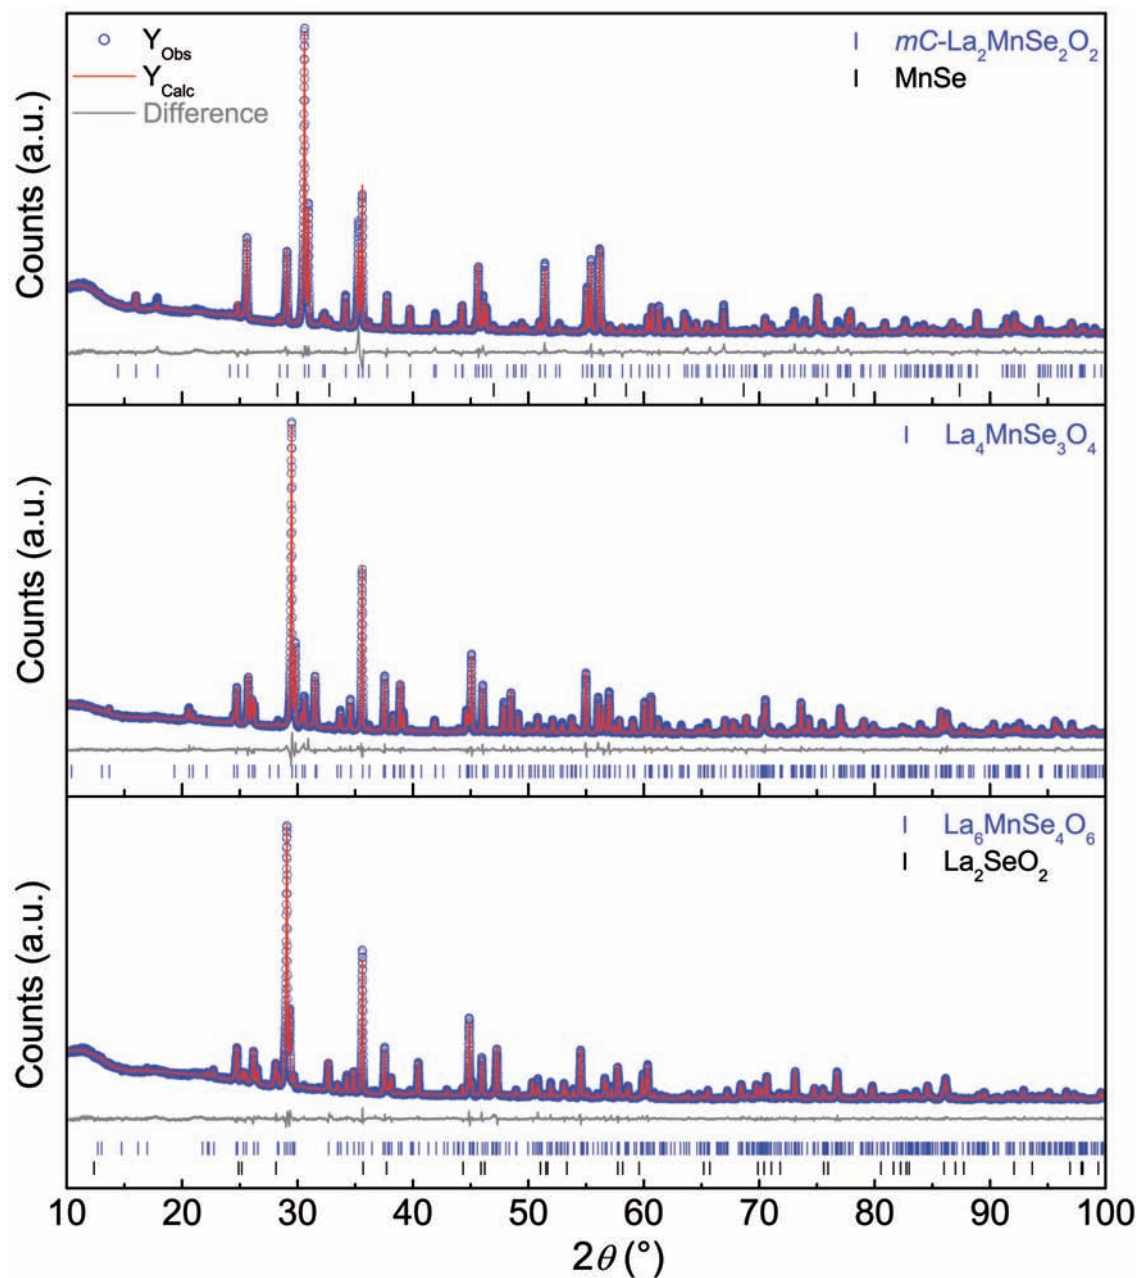 Y_Obs
Y_Calc
Difference
mC-La₂MnSe₂O₂
MnSe
Counts (a.u.)
La₄MnSe₃O₄
Counts (a.u.)
La₆MnSe₄O₆
La₂SeO₂
Counts (a.u.)
10 20 30 40 50 60 70 80 90 100
2θ (°)